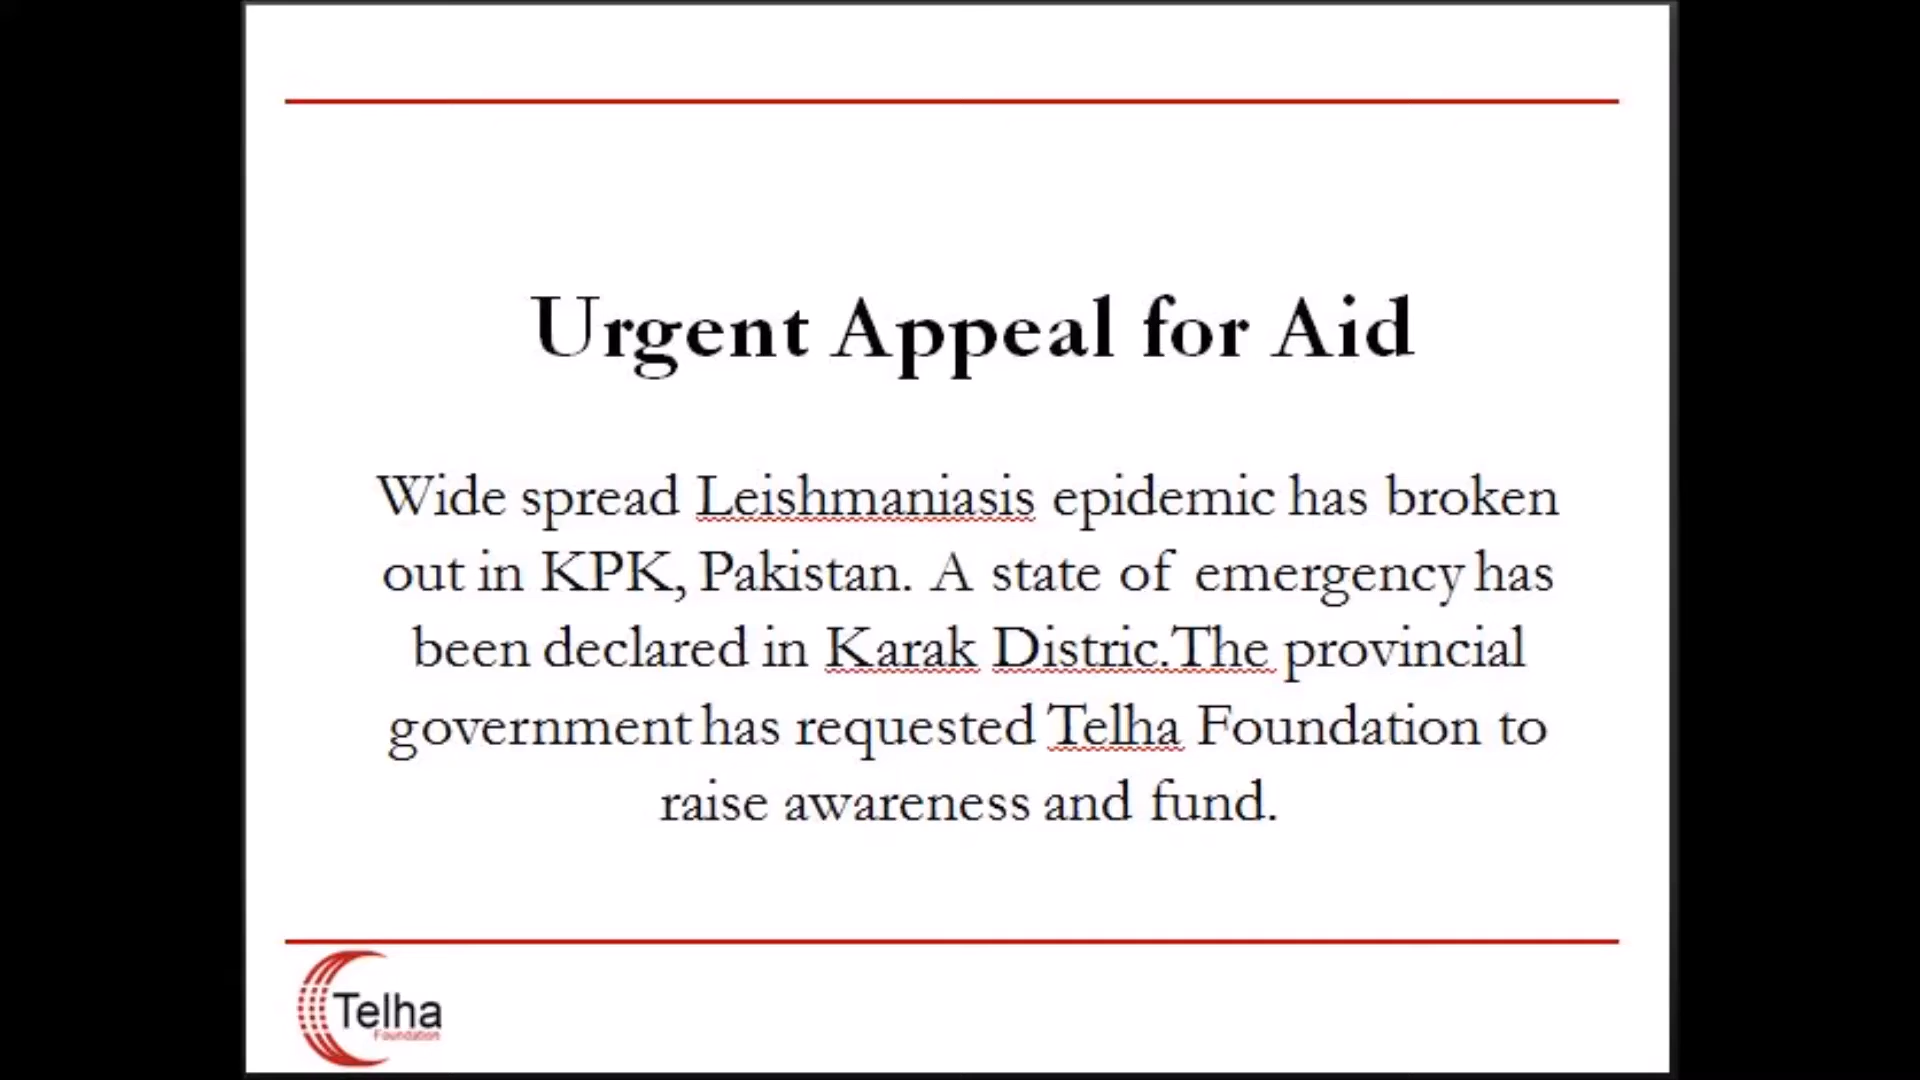 Urgent Appeal for Aid
Wide spread Leishmaniasis epidemic has broken
out in KPK, Pakistan. A state of emergency has
been declared in Karak Distric.The provincial
government has requested Telha Foundation to
raise awareness and fund.
Telha
Foundation